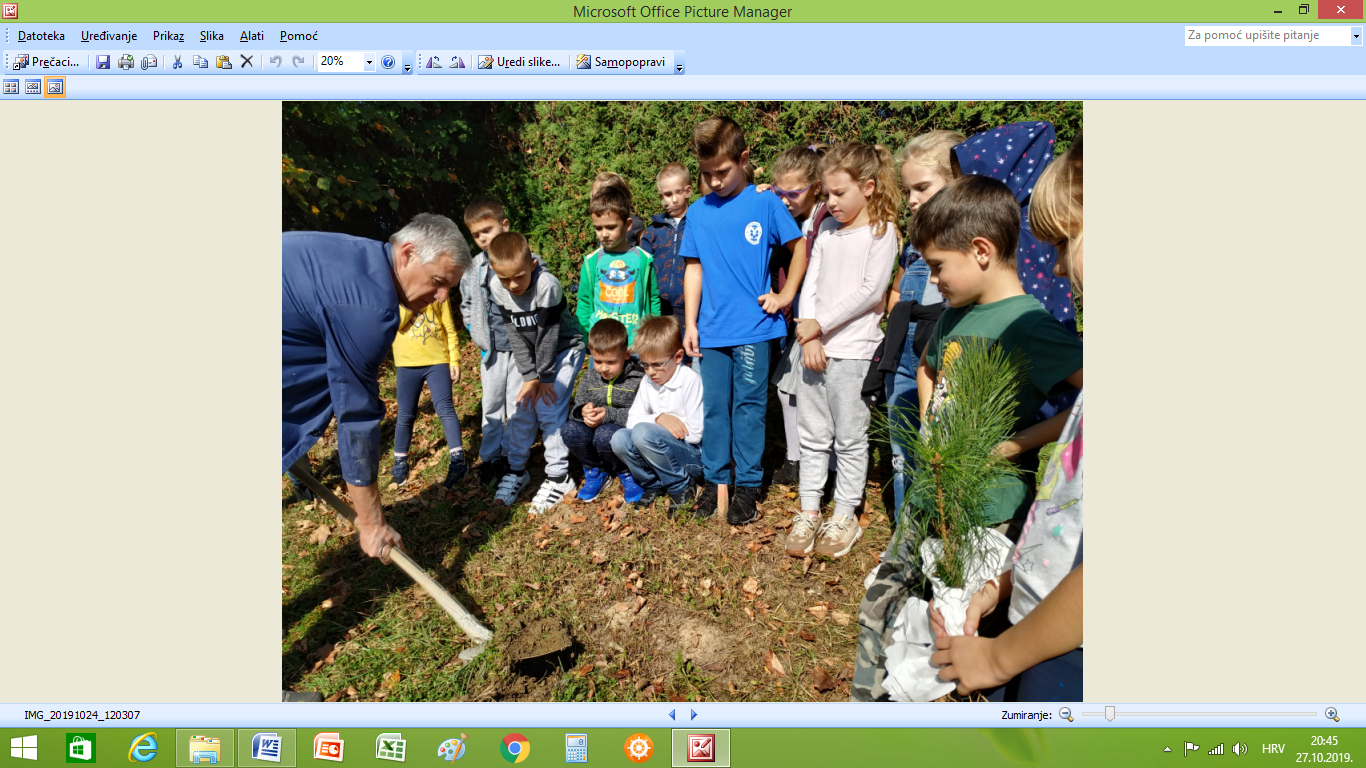 Microsoft Office Picture Manager
Datoteka Uređivanje Prikaz Slika Alati Pomoć
Za pomoć upišite pitanje
Prečaci... 20% Uredi slike... Samopopravi
COOL
IMG_20191024_120307
Zumiranje:
HRV
20:45
27.10.2019.